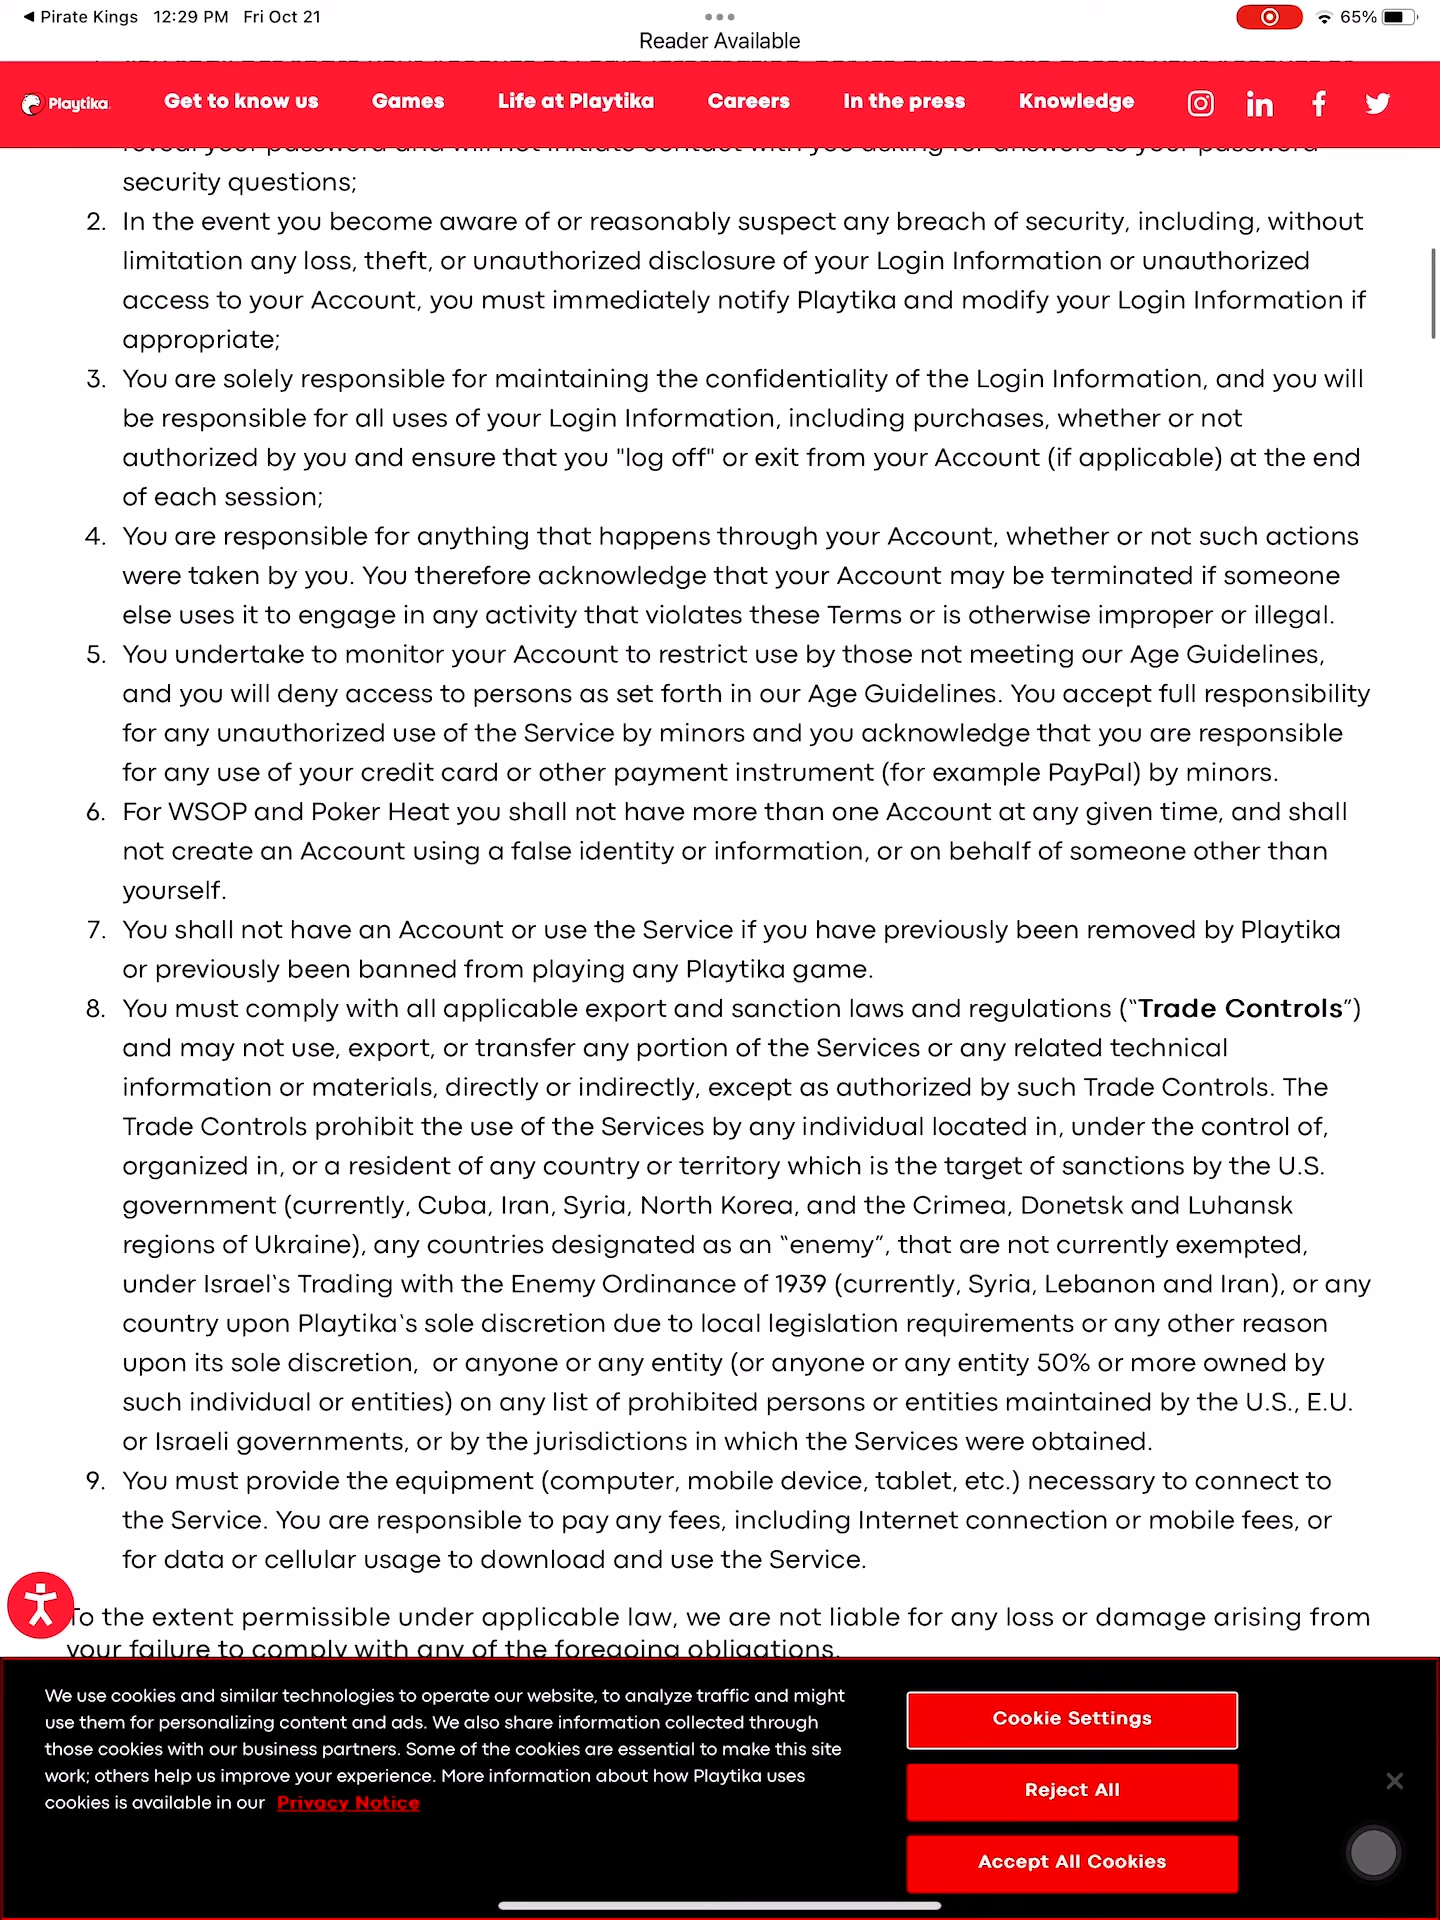 ◀ Pirate Kings 12:29 PM Fri Oct 21
65%
Reader Available
Playtika
Get to know us
Games
Life at Playtika
Careers
In the press
Knowledge
reveal your password and will not initiate contact with you asking for answers to your password
security questions;
2. In the event you become aware of or reasonably suspect any breach of security, including, without
limitation any loss, theft, or unauthorized disclosure of your Login Information or unauthorized
access to your Account, you must immediately notify Playtika and modify your Login Information if
appropriate;
3. You are solely responsible for maintaining the confidentiality of the Login Information, and you will
be responsible for all uses of your Login Information, including purchases, whether or not
authorized by you and ensure that you "log off" or exit from your Account (if applicable) at the end
of each session;
4. You are responsible for anything that happens through your Account, whether or not such actions
were taken by you. You therefore acknowledge that your Account may be terminated if someone
else uses it to engage in any activity that violates these Terms or is otherwise improper or illegal.
5. You undertake to monitor your Account to restrict use by those not meeting our Age Guidelines,
and you will deny access to persons as set forth in our Age Guidelines. You accept full responsibility
for any unauthorized use of the Service by minors and you acknowledge that you are responsible
for any use of your credit card or other payment instrument (for example PayPal) by minors.
6. For WSOP and Poker Heat you shall not have more than one Account at any given time, and shall
not create an Account using a false identity or information, or on behalf of someone other than
yourself.
7. You shall not have an Account or use the Service if you have previously been removed by Playtika
or previously been banned from playing any Playtika game.
8. You must comply with all applicable export and sanction laws and regulations (“Trade Controls”)
and may not use, export, or transfer any portion of the Services or any related technical
information or materials, directly or indirectly, except as authorized by such Trade Controls. The
Trade Controls prohibit the use of the Services by any individual located in, under the control of,
organized in, or a resident of any country or territory which is the target of sanctions by the U.S.
government (currently, Cuba, Iran, Syria, North Korea, and the Crimea, Donetsk and Luhansk
regions of Ukraine), any countries designated as an “enemy”, that are not currently exempted,
under Israel's Trading with the Enemy Ordinance of 1939 (currently, Syria, Lebanon and Iran), or any
country upon Playtika's sole discretion due to local legislation requirements or any other reason
upon its sole discretion, or anyone or any entity (or anyone or any entity 50% or more owned by
such individual or entities) on any list of prohibited persons or entities maintained by the U.S., E.U.
or Israeli governments, or by the jurisdictions in which the Services were obtained.
9. You must provide the equipment (computer, mobile device, tablet, etc.) necessary to connect to
the Service. You are responsible to pay any fees, including Internet connection or mobile fees, or
for data or cellular usage to download and use the Service.
To the extent permissible under applicable law, we are not liable for any loss or damage arising from
your failure to comply with any of the foregoing obligations.
We use cookies and similar technologies to operate our website, to analyze traffic and might
use them for personalizing content and ads. We also share information collected through
those cookies with our business partners. Some of the cookies are essential to make this site
work; others help us improve your experience. More information about how Playtika uses
cookies is available in our Privacy Notice
Cookie Settings
Reject All
Accept All Cookies